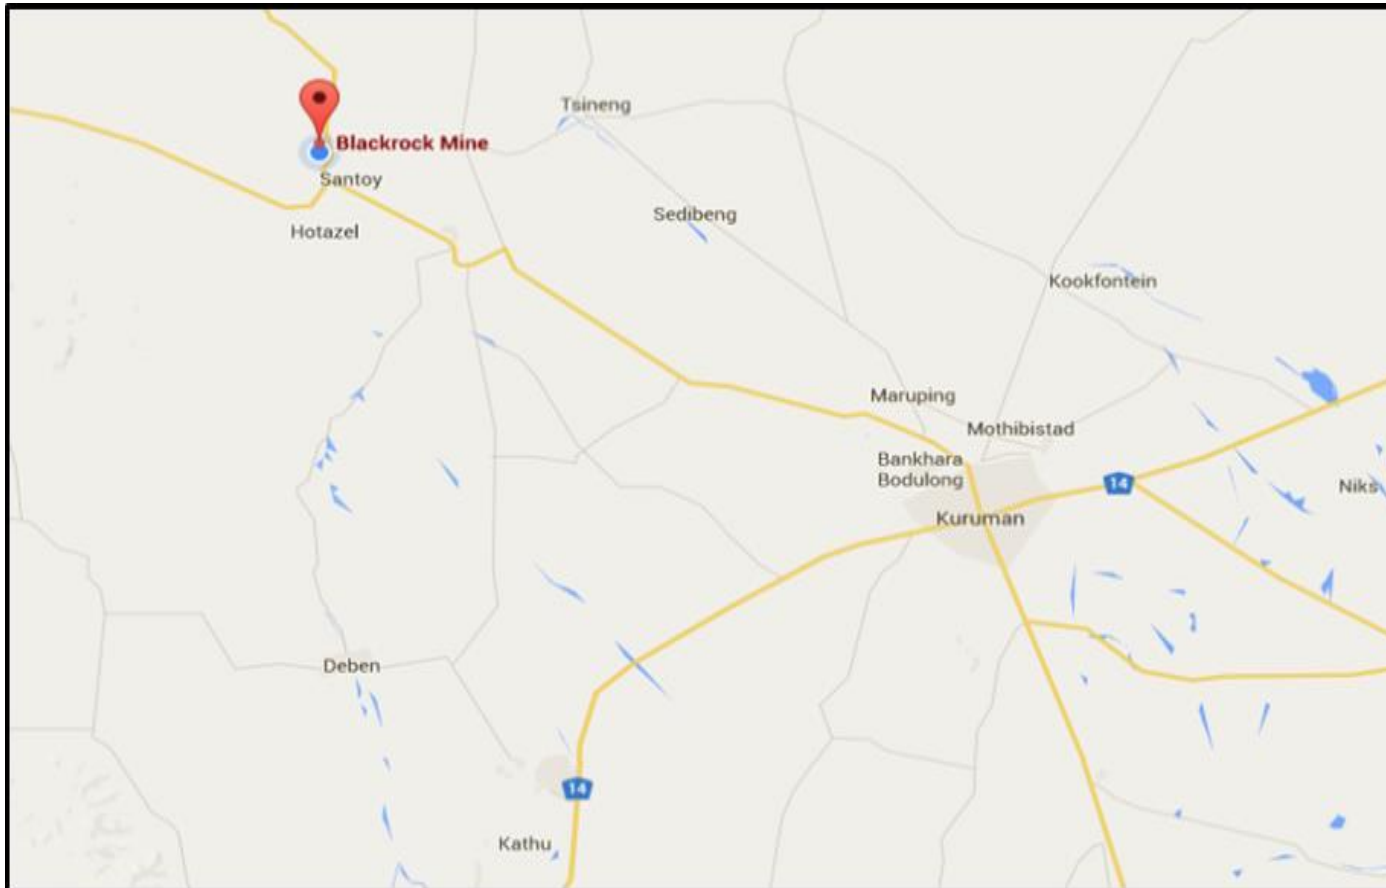 Tsineng
Blackrock Mine
Santoy
Sedibeng
Hotazel
Kookfontein
Maruping
Mothibistad
Bankhara
Bodulong
14
Niks
Kuruman
Deben
14
Kathu